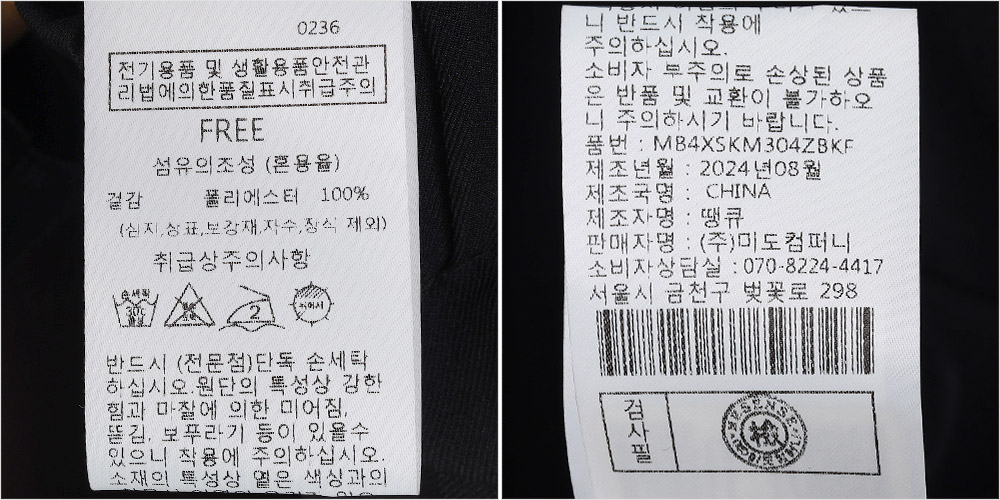 0236
전기용품 및 생활용품안전관
리법에의한품질표시취급주의
FREE
섬유의조성 (혼용율)
겉감 폴리에스터 100%
(심지,상표,보강재,자수,장식 제외)
취급상주의사항
손세탁
30℃
2
뉘어서
반드시 (전문점)단독 손세탁
하십시오.원단의 특성상 강한
힘과 마찰에 의한 미어짐,
뜯김, 보푸라기 등이 있을수
있으니 착용에 주의하십시오.
소재의 특성상 옅은 색상과의
니 반드시 착용에
주의하십시오.
소비자 부주의로 손상된 상품
은 반품 및 교환이 불가하오
니 주의하시기 바랍니다.
품번 : MB4XSKM304ZBKF
제조년월 : 2024년08월
제조국명 : CHINA
제조자명 : 땡큐
판매자명 : (주)미도컴퍼니
소비자상담실 : 070-8224-4417
서울시 금천구 벚꽃로 298
검사필